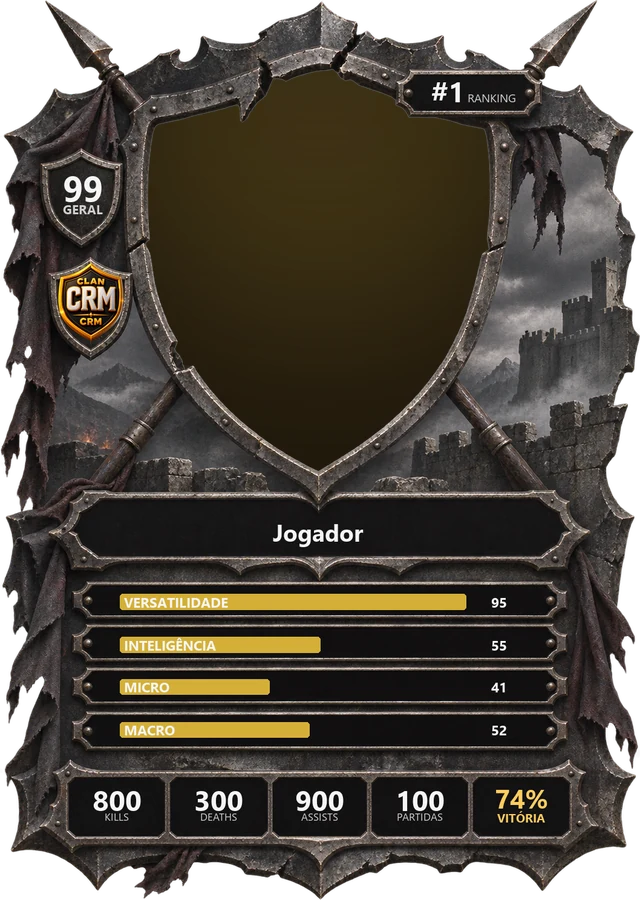 #1 RANKING
99
GERAL
CLAN
CRM
CRM
Jogador
VERSATILIDADE 95
INTELIGÊNCIA 55
MICRO 41
MACRO 52
800 300 900 100 74%
KILLS DEATHS ASSISTS PARTIDAS VITÓRIA